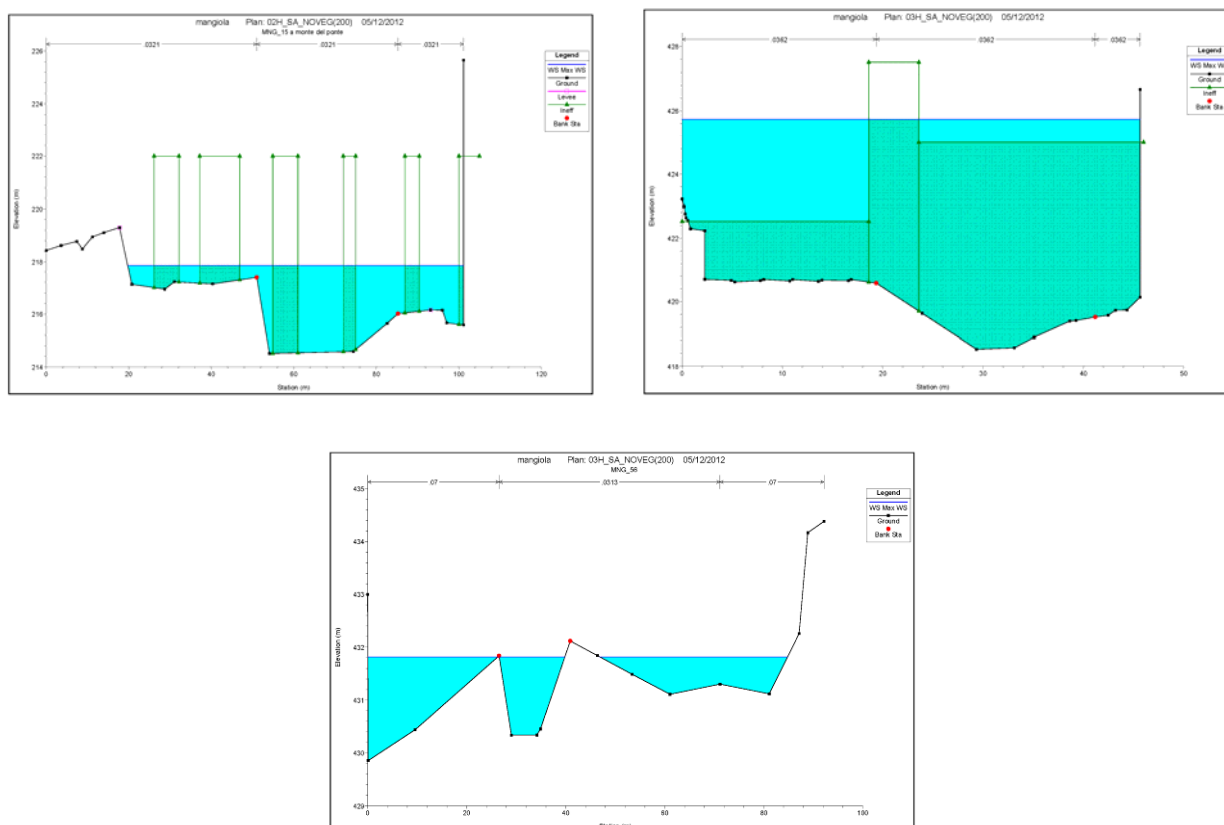 mangiola Plan: 02H_SA_NOVEG(200) 05/12/2012
MNG_15 a monte del ponte
.0321 .0321 .0321
Legend
WS Max WS
Ground
Levee
Ineff
Bank Sta
Elevation (m)
226
224
222
220
218
216
214
0 20 40 60 80 100 120
Station (m)
mangiola Plan: 03H_SA_NOVEG(200) 05/12/2012
.0362 .0362 .0362
Legend
WS Max WS
Ground
Ineff
Bank Sta
Elevation (m)
428
426
424
422
420
418
0 10 20 30 40 50
Station (m)
mangiola Plan: 03H_SA_NOVEG(200) 05/12/2012
MNG_56
.07 .0313 .07
Legend
WS Max WS
Ground
Bank Sta
Elevation (m)
435
434
433
432
431
430
429
0 20 40 60 80 100